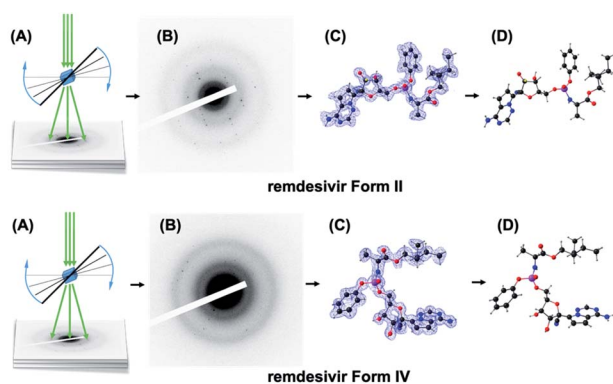 (A) (B) (C) (D)
remdesivir Form II
(A) (B) (C) (D)
remdesivir Form IV